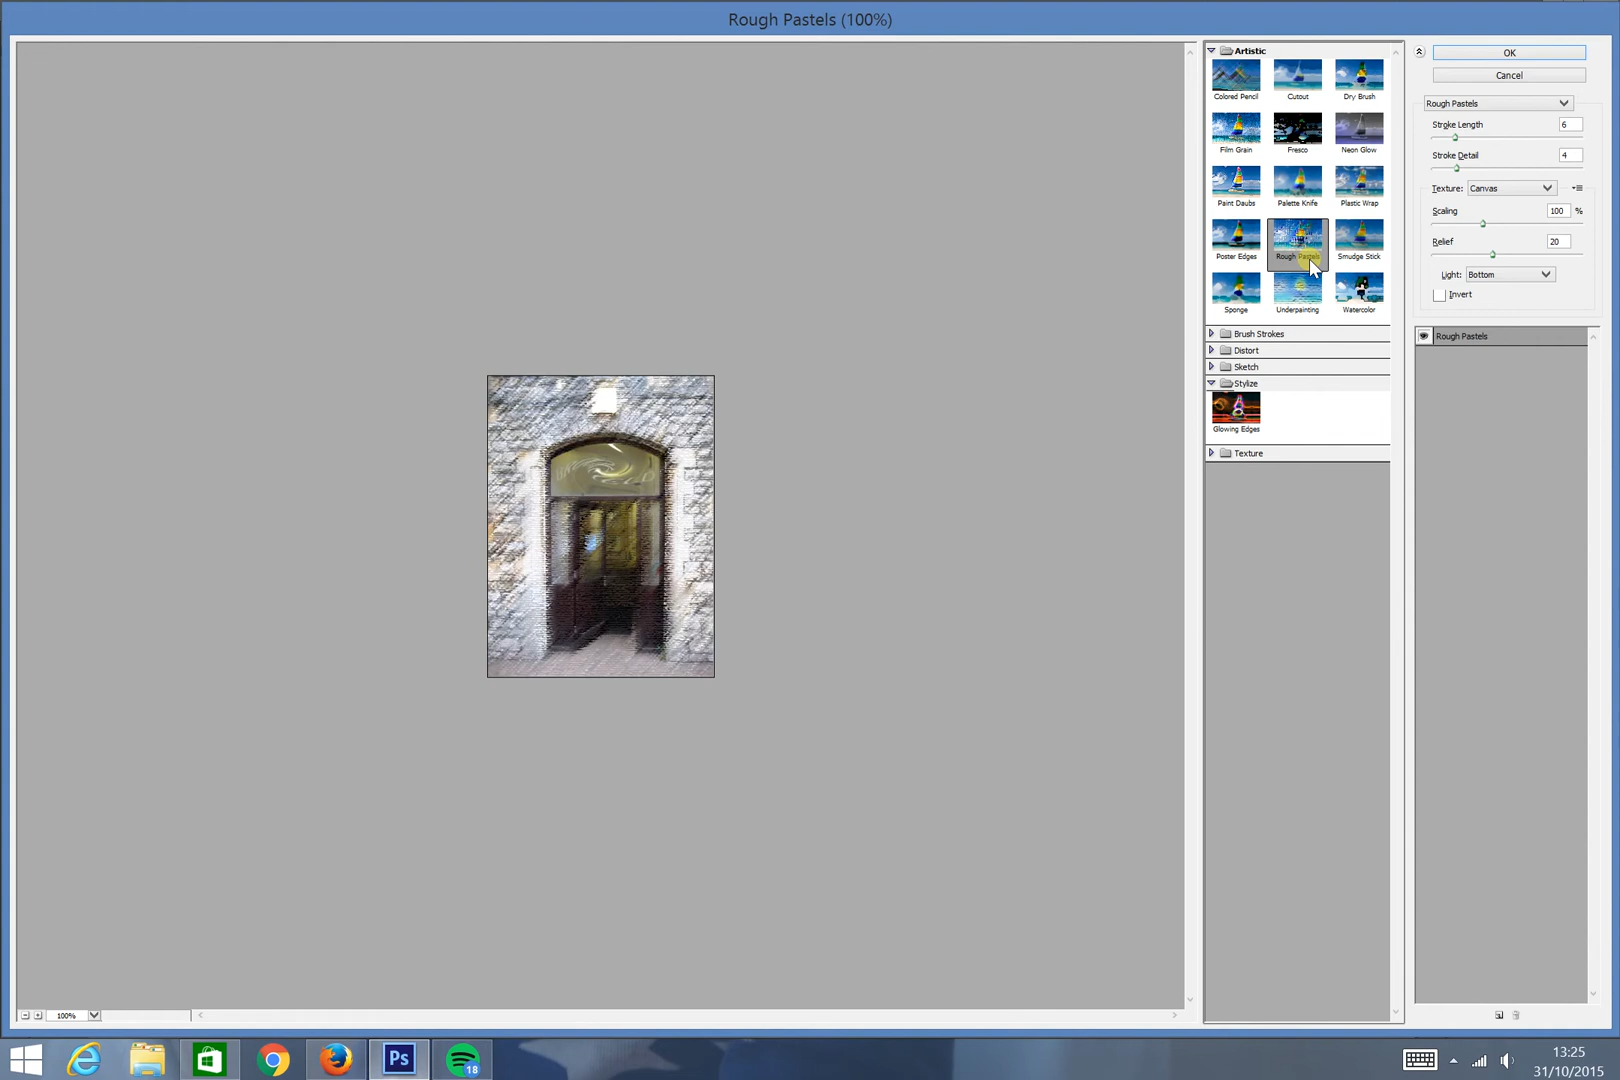 Rough Pastels (100%)
Artistic
Colored Pencil
Cutout
Dry Brush
Film Grain
Fresco
Neon Glow
Paint Daubs
Palette Knife
Plastic Wrap
Poster Edges
Rough Pastels
Smudge Stick
Sponge
Underpainting
Watercolor
Brush Strokes
Distort
Sketch
Stylize
Glowing Edges
Texture
OK
Cancel
Rough Pastels
Stroke Length 6
Stroke Detail 4
Texture: Canvas
Scaling 100 %
Relief 20
Light: Bottom
Invert
Rough Pastels
100%
Ps
18
13:25
31/10/2015